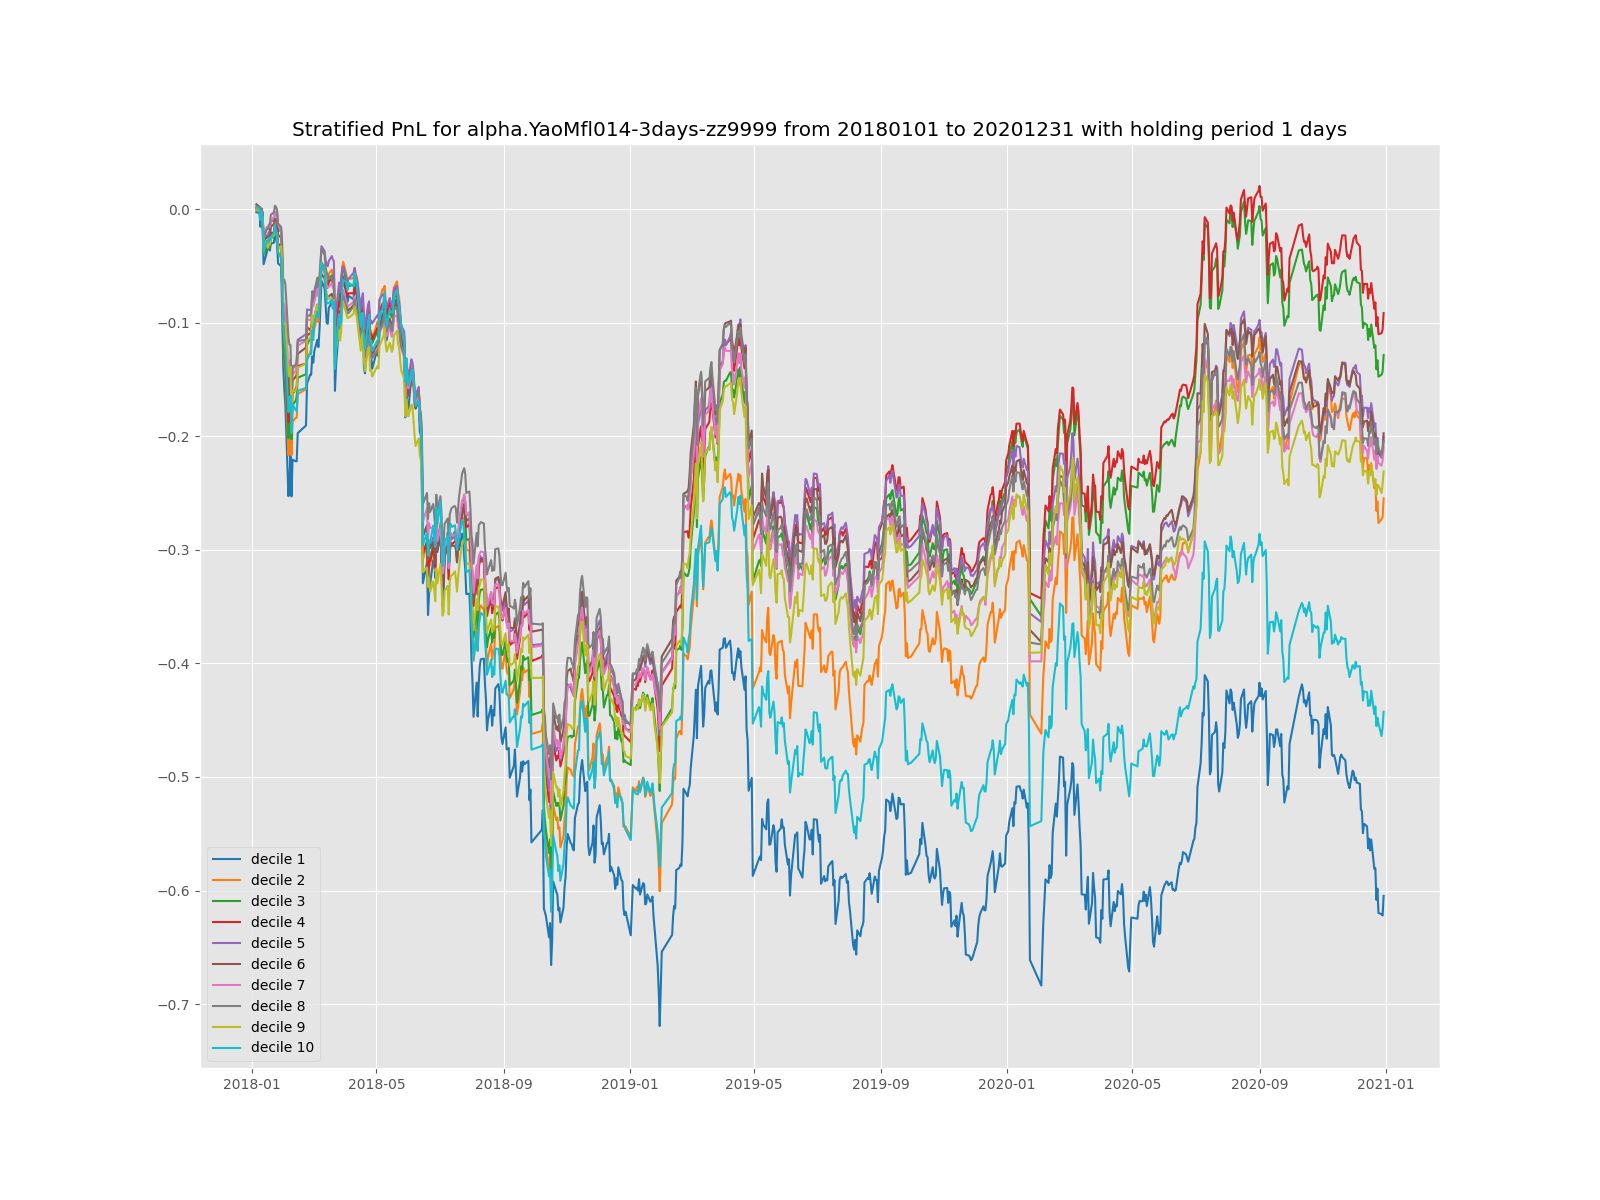 Stratified PnL for alpha.YaoMfl014-3days-zz9999 from 20180101 to 20201231 with holding period 1 days
0.0
−0.1
−0.2
−0.3
−0.4
−0.5
−0.6
−0.7
decile 1
decile 2
decile 3
decile 4
decile 5
decile 6
decile 7
decile 8
decile 9
decile 10
2018-01 2018-05 2018-09 2019-01 2019-05 2019-09 2020-01 2020-05 2020-09 2021-01